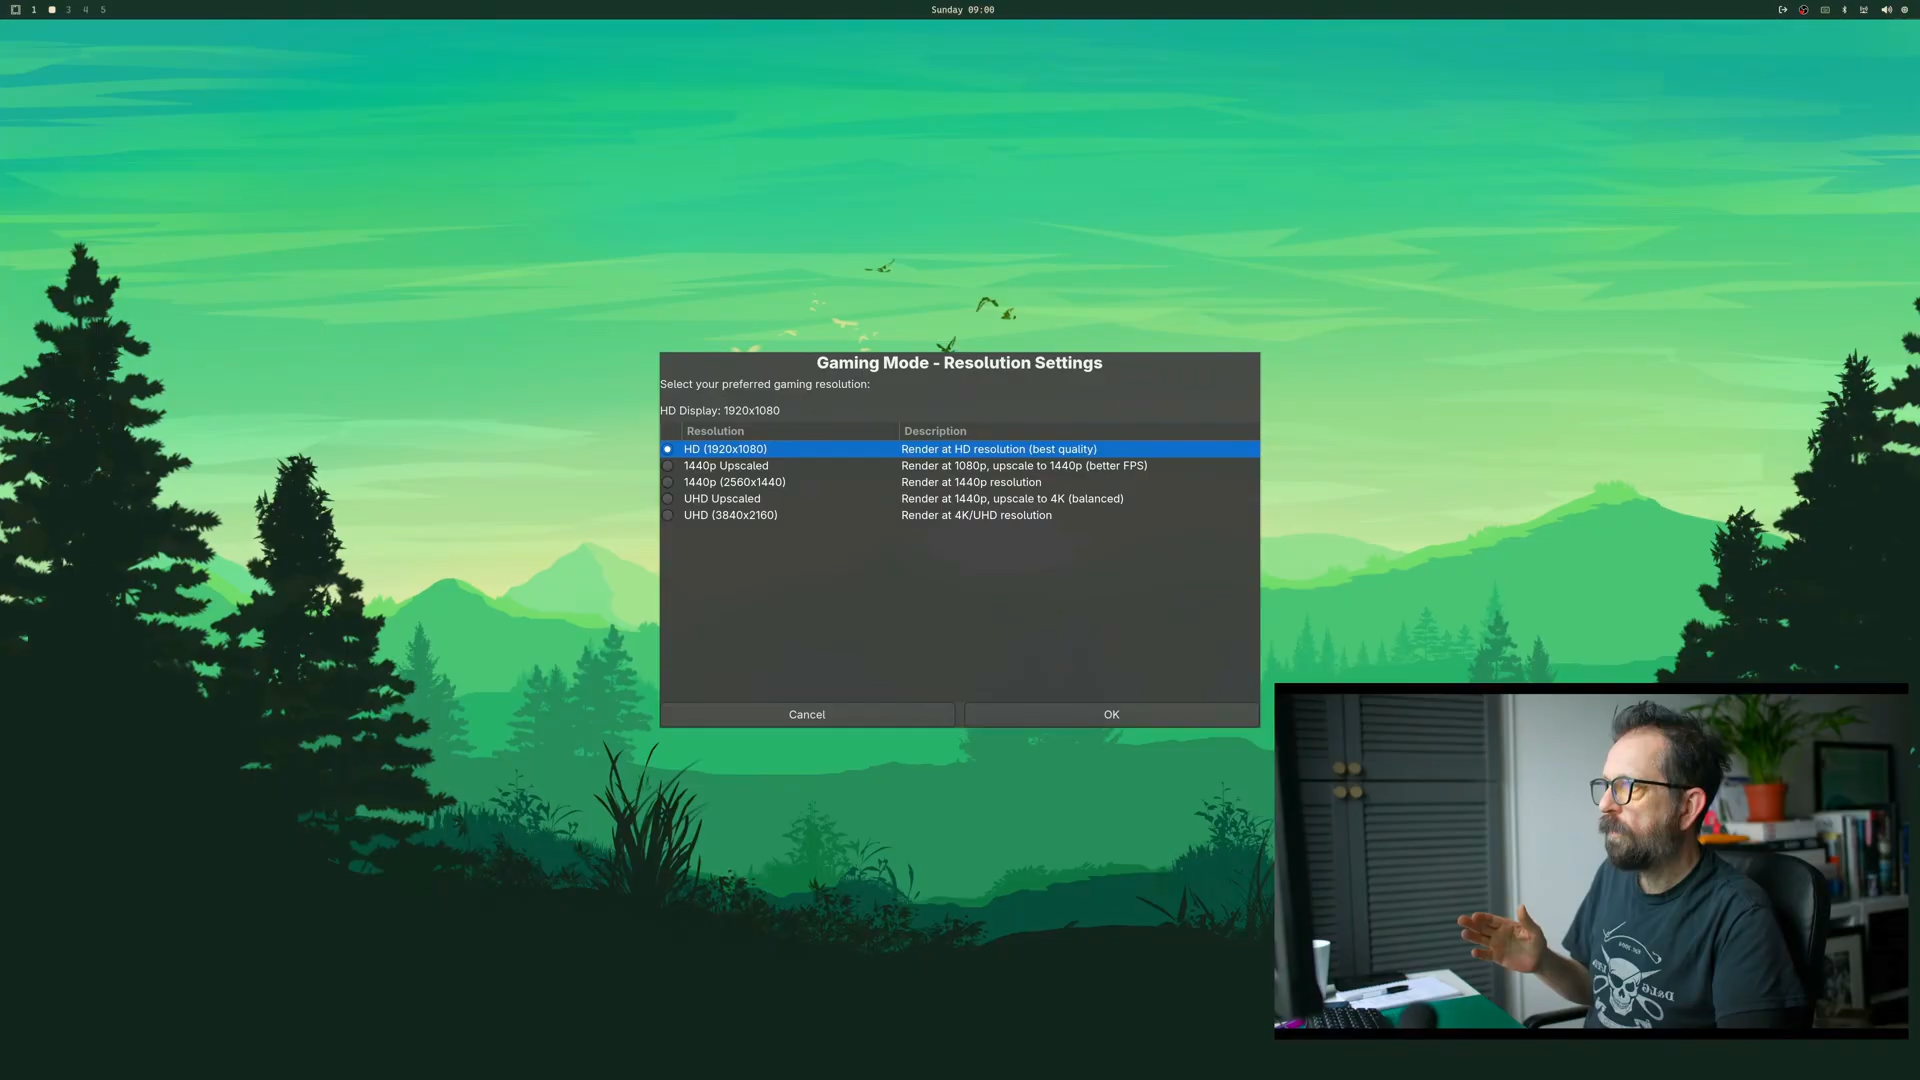 1 3 4 5
Sunday 09:00
Gaming Mode - Resolution Settings
Select your preferred gaming resolution:
HD Display: 1920x1080
Resolution Description
HD (1920x1080) Render at HD resolution (best quality)
1440p Upscaled Render at 1080p, upscale to 1440p (better FPS)
1440p (2560x1440) Render at 1440p resolution
UHD Upscaled Render at 1440p, upscale to 4K (balanced)
UHD (3840x2160) Render at 4K/UHD resolution
Cancel OK